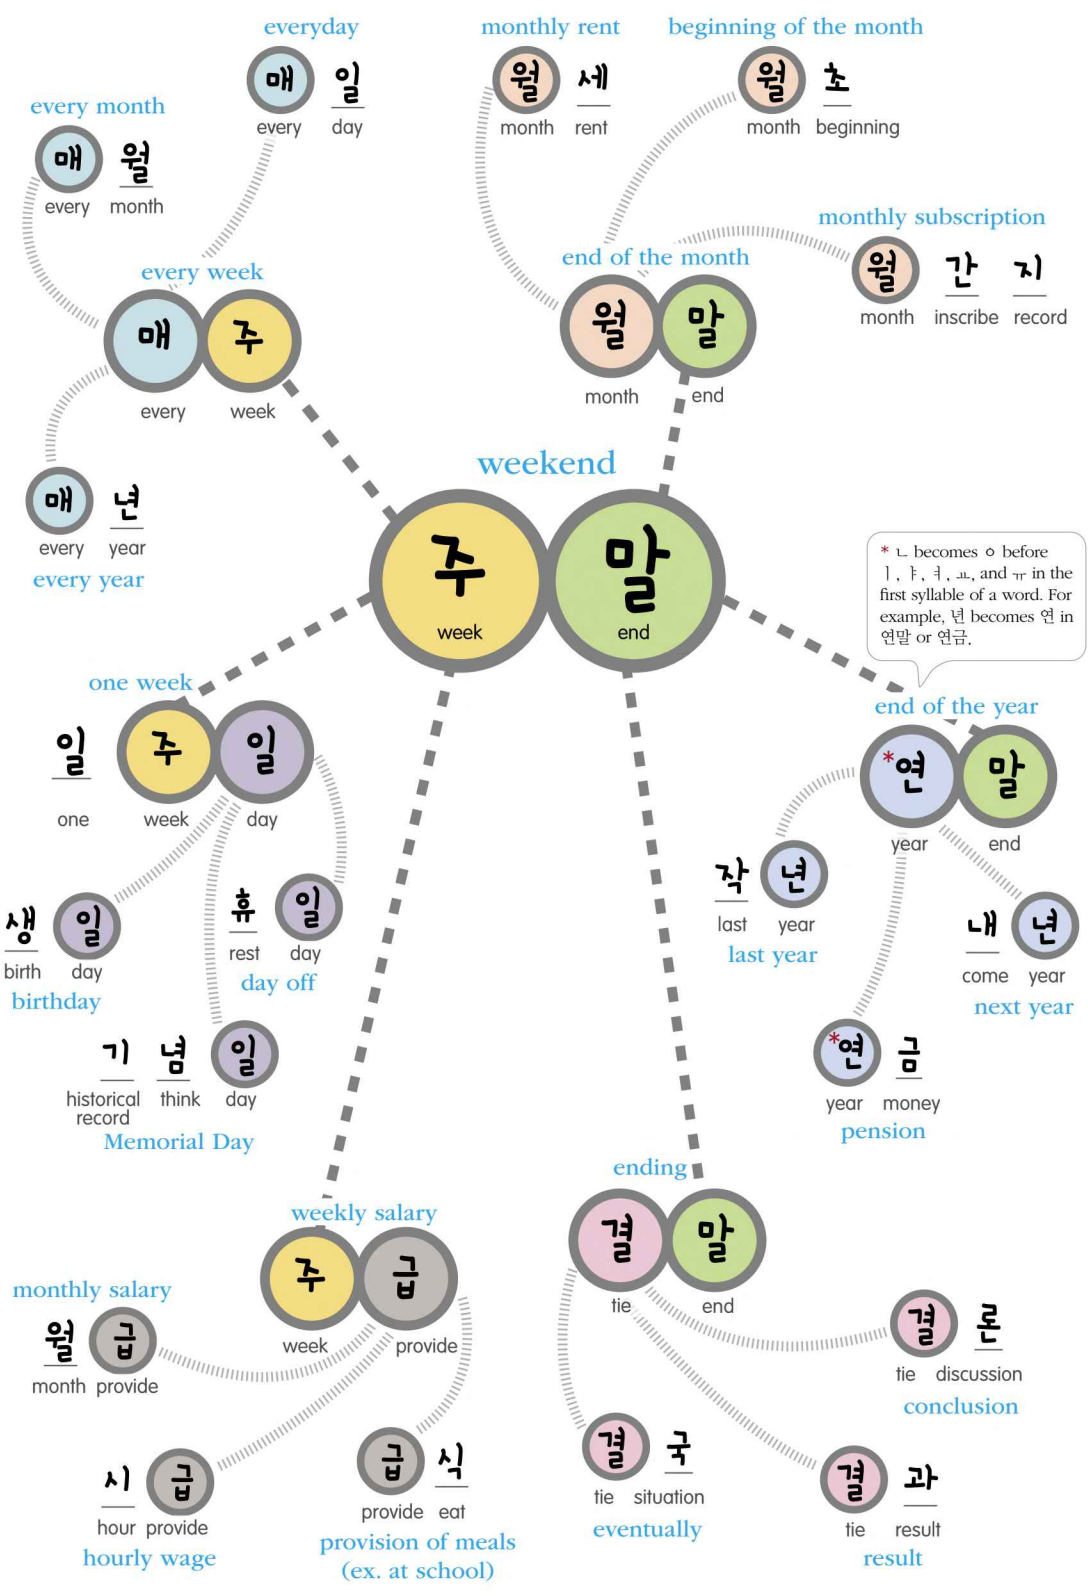 everyday
매 일
every day
every month
매 월
every month
every week
매 주
every week
매 년
every year
every year
monthly rent
월 세
month rent
beginning of the month
월 초
month beginning
monthly subscription
월 간 지
month inscribe record
end of the month
월 말
month end
weekend
주 말
week end
* ㄴ becomes ㅇ before
ㅣ, ㅑ, ㅕ, ㅛ, and ㅠ in the
first syllable of a word. For
example, 년 becomes 연 in
연말 or 연금.
one week
일 주 일
one week day
생 일
birth day
birthday
휴 일
rest day
day off
기 념 일
historical record think day
Memorial Day
end of the year
*연 말
year end
작 년
last year
last year
내 년
come year
next year
*연 금
year money
pension
weekly salary
주 급
week provide
monthly salary
월 급
month provide
시 급
hour provide
hourly wage
급 식
provide eat
provision of meals
(ex. at school)
ending
결 말
tie end
결 론
tie discussion
conclusion
결 국
tie situation
eventually
결 과
tie result
result